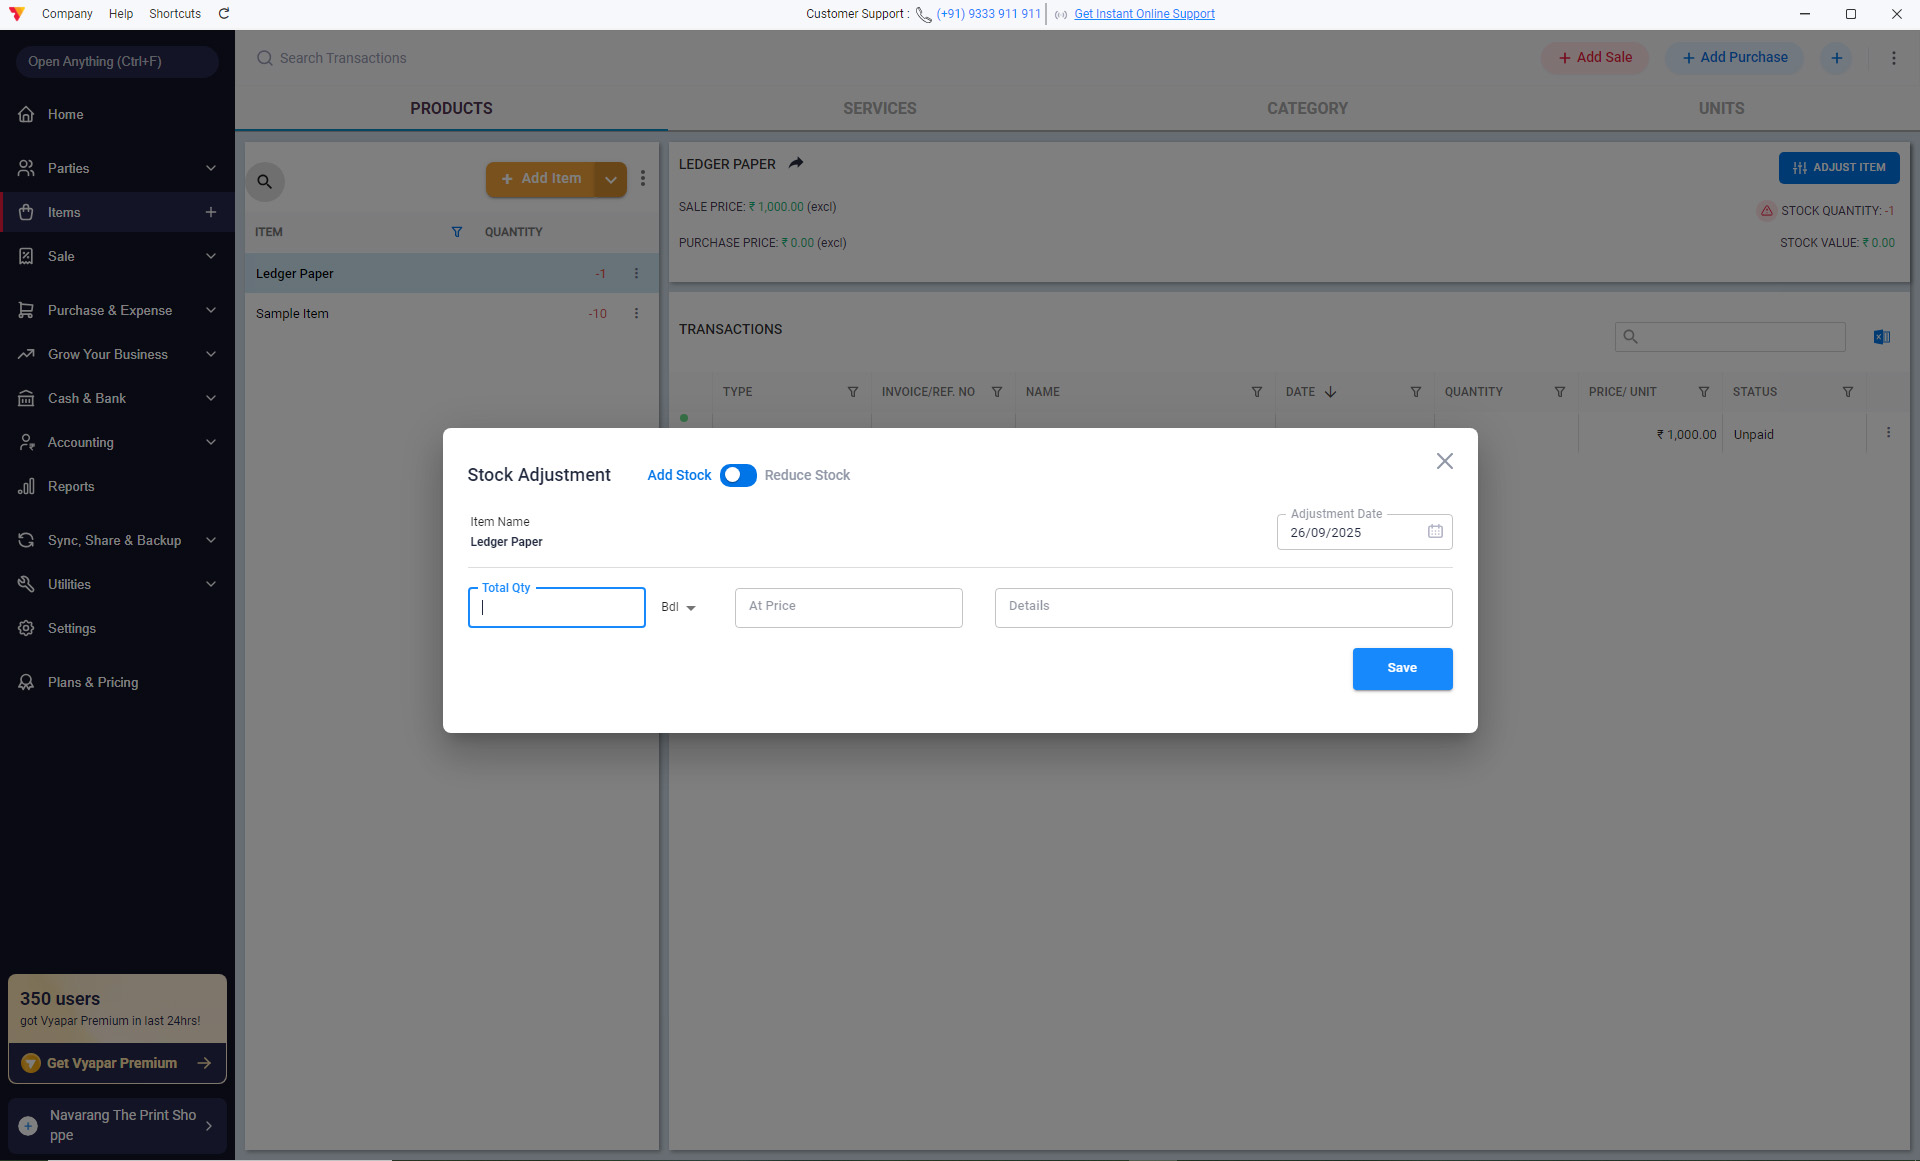 Company Help Shortcuts
Customer Support : (+91) 9333 911 911 Get Instant Online Support
Open Anything (Ctrl+F)
Search Transactions
Add Sale
Add Purchase
Home
Parties
Items
Sale
Purchase & Expense
Grow Your Business
Cash & Bank
Accounting
Reports
Sync, Share & Backup
Utilities
Settings
Plans & Pricing
350 users
got Vyapar Premium in last 24hrs!
Get Vyapar Premium
Navarang The Print Sho
ppe
PRODUCTS
SERVICES
CATEGORY
UNITS
Add Item
ITEM QUANTITY
Ledger Paper -1
Sample Item -10
LEDGER PAPER
ADJUST ITEM
SALE PRICE: ₹ 1,000.00 (excl)
STOCK QUANTITY: -1
PURCHASE PRICE: ₹ 0.00 (excl)
STOCK VALUE: ₹ 0.00
TRANSACTIONS
TYPE INVOICE/REF. NO NAME DATE QUANTITY PRICE/ UNIT STATUS
₹ 1,000.00 Unpaid
Stock Adjustment Add Stock Reduce Stock
Item Name
Ledger Paper
Adjustment Date
26/09/2025
Total Qty
Bdl
At Price
Details
Save